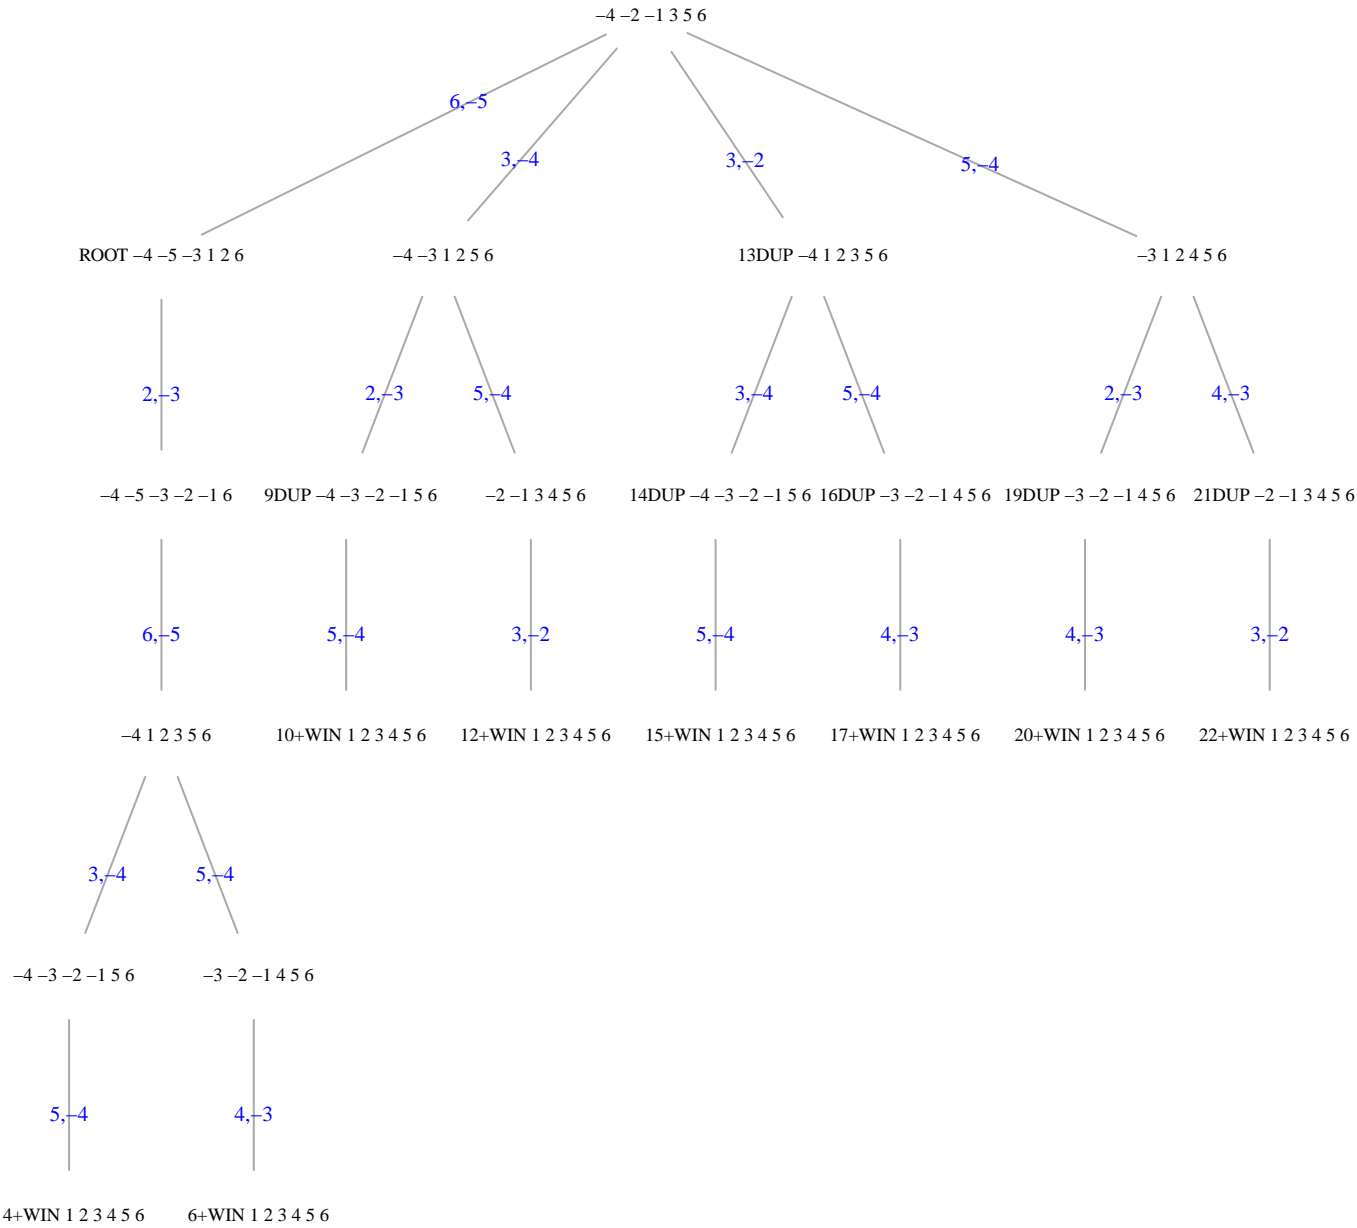 –4 –2 –1 3 5 6
6,–5
3,–4
3,–2
5,–4
ROOT –4 –5 –3 1 2 6
–4 –3 1 2 5 6
13DUP –4 1 2 3 5 6
–3 1 2 4 5 6
2,–3
2,–3
5,–4
3,–4
5,–4
2,–3
4,–3
–4 –5 –3 –2 –1 6
9DUP –4 –3 –2 –1 5 6
–2 –1 3 4 5 6
14DUP –4 –3 –2 –1 5 6
16DUP –3 –2 –1 4 5 6
19DUP –3 –2 –1 4 5 6
21DUP –2 –1 3 4 5 6
6,–5
5,–4
3,–2
5,–4
4,–3
4,–3
3,–2
–4 1 2 3 5 6
10+WIN 1 2 3 4 5 6
12+WIN 1 2 3 4 5 6
15+WIN 1 2 3 4 5 6
17+WIN 1 2 3 4 5 6
20+WIN 1 2 3 4 5 6
22+WIN 1 2 3 4 5 6
3,–4
5,–4
–4 –3 –2 –1 5 6
–3 –2 –1 4 5 6
5,–4
4,–3
4+WIN 1 2 3 4 5 6
6+WIN 1 2 3 4 5 6